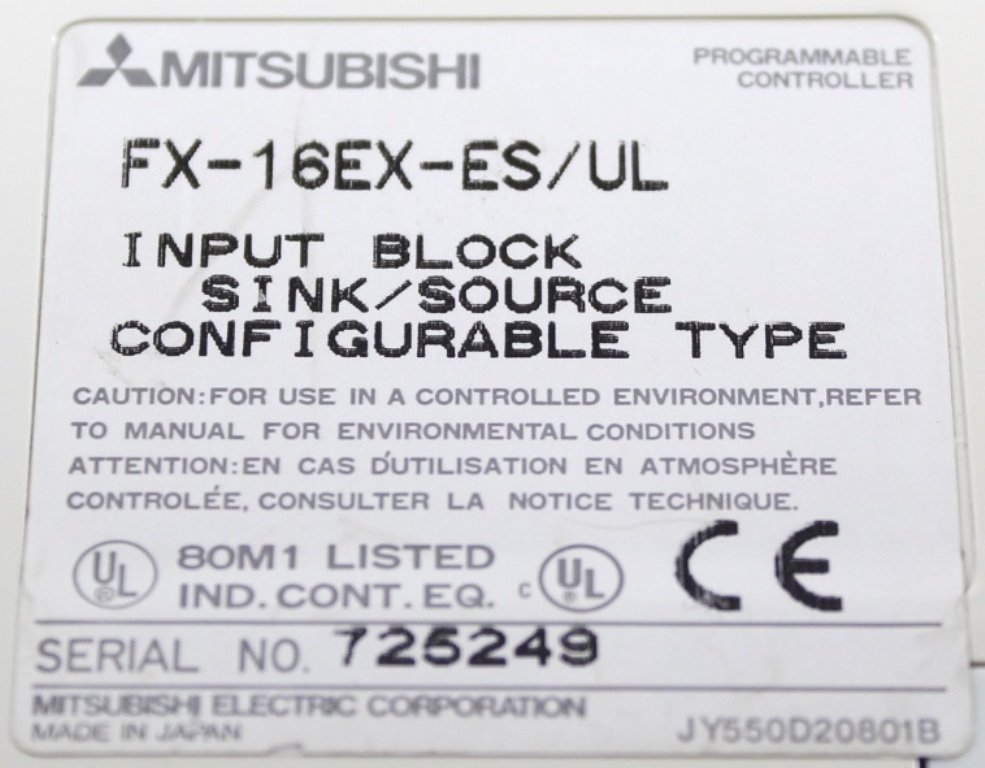 MITSUBISHI
PROGRAMMABLE
CONTROLLER
FX-16EX-ES/UL
INPUT BLOCK
SINK/SOURCE
CONFIGURABLE TYPE
CAUTION:FOR USE IN A CONTROLLED ENVIRONMENT,REFER
TO MANUAL FOR ENVIRONMENTAL CONDITIONS
ATTENTION:EN CAS D'UTILISATION EN ATMOSPHÈRE
CONTROLÉE, CONSULTER LA NOTICE TECHNIQUE.
UL ® 80M1 LISTED
IND.CONT.EQ. c UL ® CE
SERIAL NO. 725249
MITSUBISHI ELECTRIC CORPORATION
MADE IN JAPAN
JY550D20801B